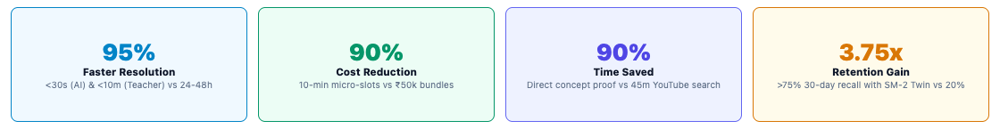 95%
Faster Resolution
<30s (AI) & <10m (Teacher) vs 24-48h
90%
Cost Reduction
10-min micro-slots vs ₹50k bundles
90%
Time Saved
Direct concept proof vs 45m YouTube search
3.75x
Retention Gain
>75% 30-day recall with SM-2 Twin vs 20%